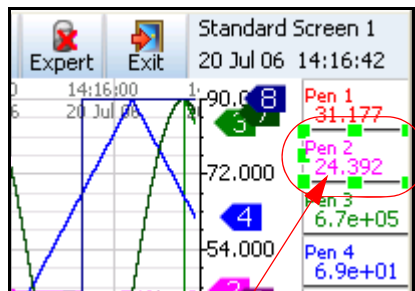 Standard Screen 1
Expert Exit 20 Jul 06 14:16:42
14:16:00
20 Jul 06
90.0
8
3
Pen 1
31.177
Pen 2
24.392
72.000
Pen 3
6.7e+05
4
54.000
Pen 4
6.9e+01